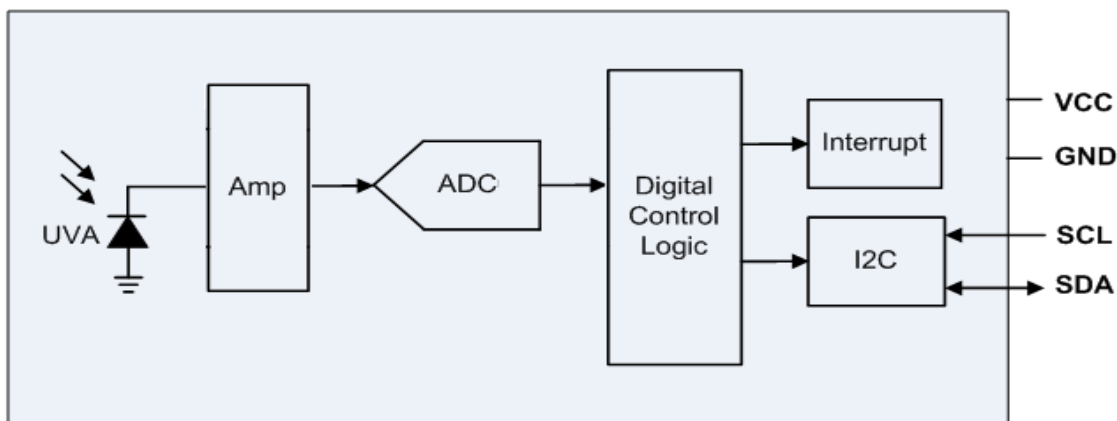 UVA
Amp
ADC
Digital
Control
Logic
Interrupt
I2C
VCC
GND
SCL
SDA